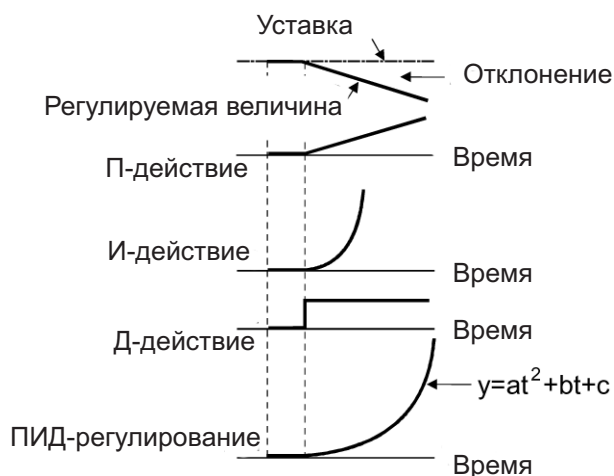 Уставка
Отклонение
Регулируемая величина
П-действие
Время
И-действие
Время
Д-действие
Время
y=at²+bt+c
ПИД-регулирование
Время